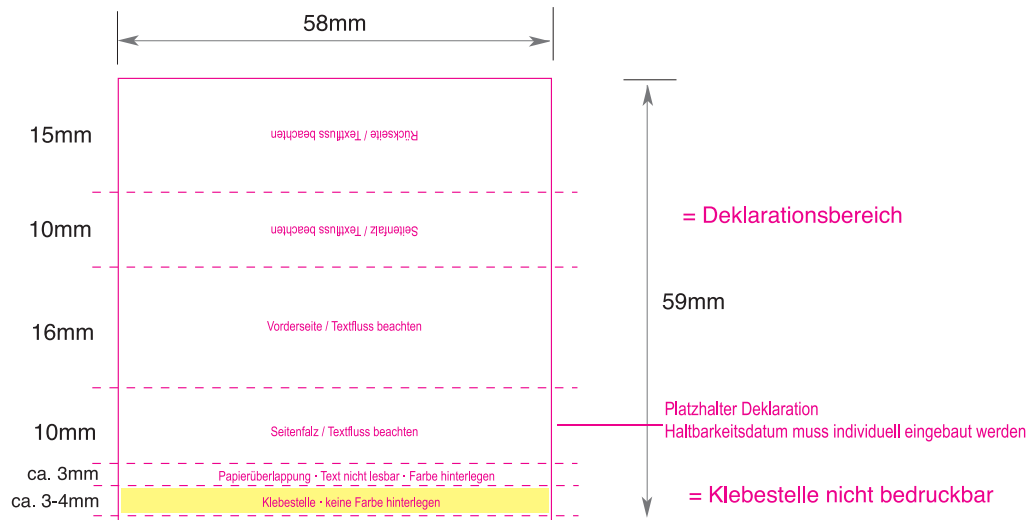 58mm
15mm
Rückseite / Textfluss beachten
10mm
Seitenfalz / Textfluss beachten
= Deklarationsbereich
59mm
16mm
Vorderseite / Textfluss beachten
Platzhalter Deklaration
Haltbarkeitsdatum muss individuell eingebaut werden
10mm
Seitenfalz / Textfluss beachten
ca. 3mm
Papierüberlappung - Text nicht lesbar - Farbe hinterlegen
ca. 3-4mm
Klebestelle - keine Farbe hinterlegen
= Klebestelle nicht bedruckbar